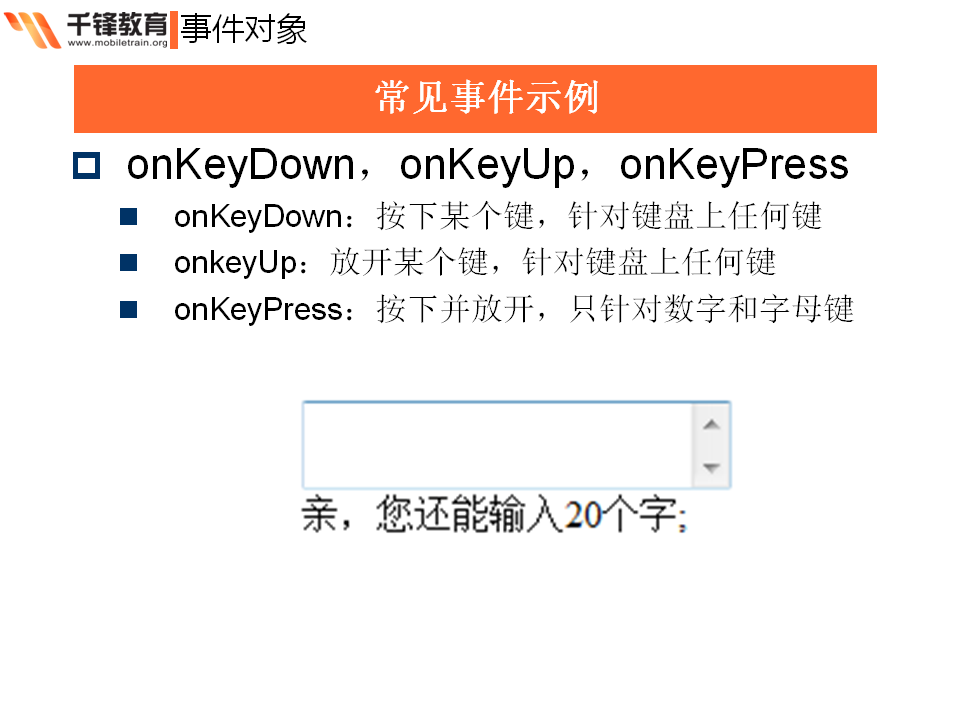 千锋教育
www.mobiletrain.org
事件对象
常见事件示例
onKeyDown，onKeyUp，onKeyPress
onKeyDown：按下某个键，针对键盘上任何键
onkeyUp：放开某个键，针对键盘上任何键
onKeyPress：按下并放开，只针对数字和字母键
亲，您还能输入20个字;